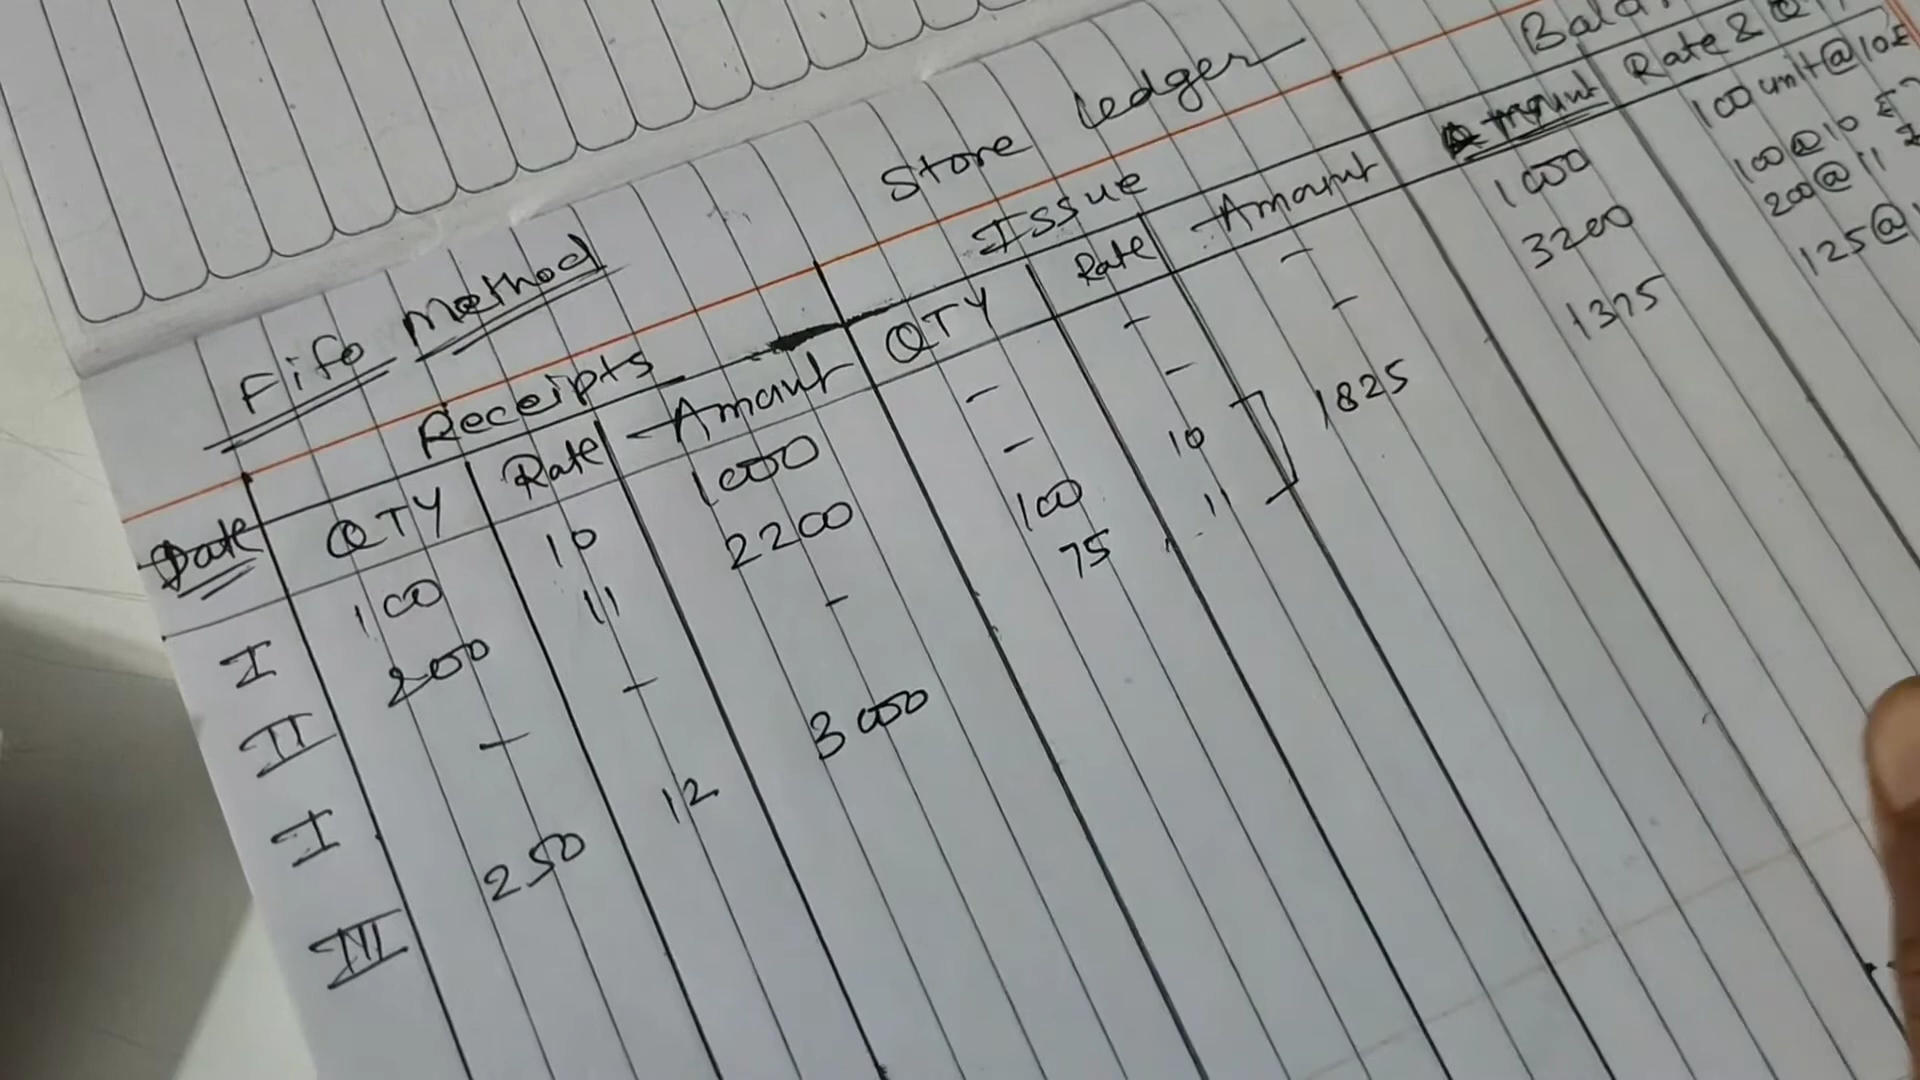 Store Ledger
Fifo Method
Receipts Issue
Date QTY Rate Amount QTY Rate Amount Amount Rate &
I 100 10 1000 - - - 1000 100 unit@10
II 200 11 2200 - - - 3200 100@10
200@11
I - - - 100 10 1825 1375 125@
75 11
III 250 12 3000